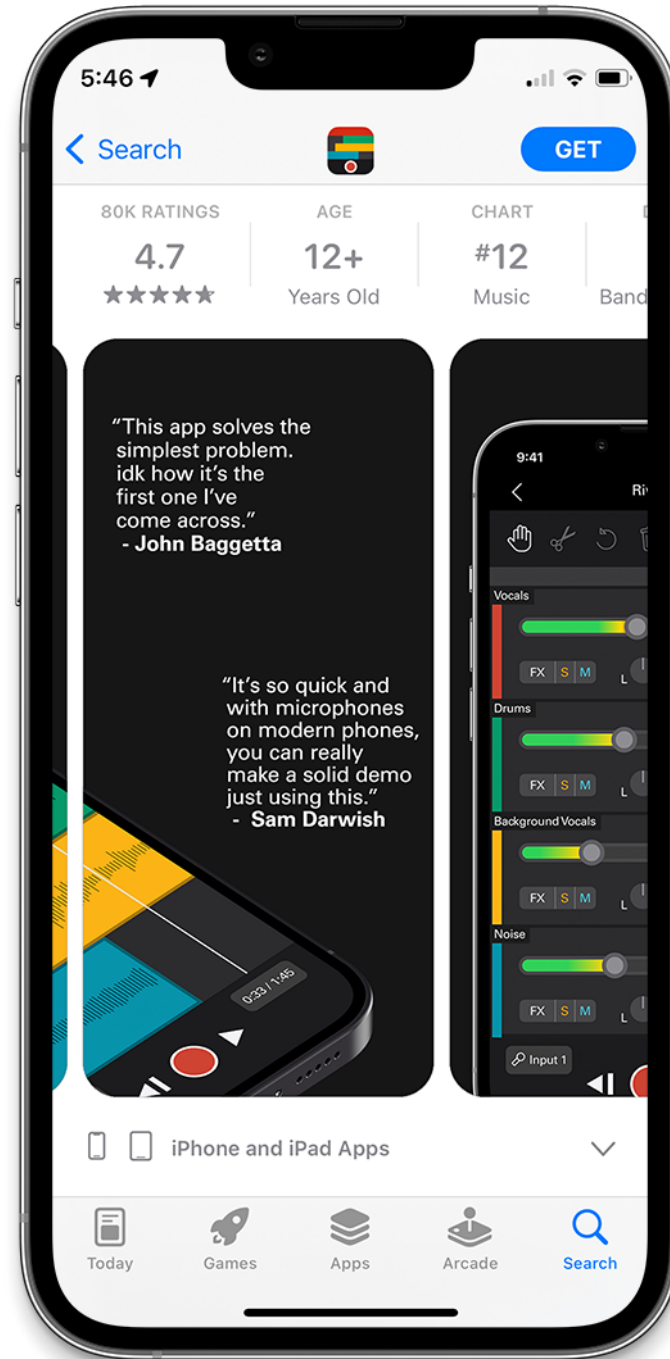 5:46
Search
GET
80K RATINGS
4.7
Years Old
AGE
12+
CHART
#12
Music
Band
“This app solves the
simplest problem.
idk how it’s the
first one I’ve
come across.”
- John Baggetta
“It’s so quick and
with microphones
on modern phones,
you can really
make a solid demo
just using this.”
- Sam Darwish
0:33 / 1:45
9:41
Vocals
FX S M L
Drums
FX S M L
Background Vocals
FX S M L
Noise
FX S M L
Input 1
iPhone and iPad Apps
Today
Games
Apps
Arcade
Search